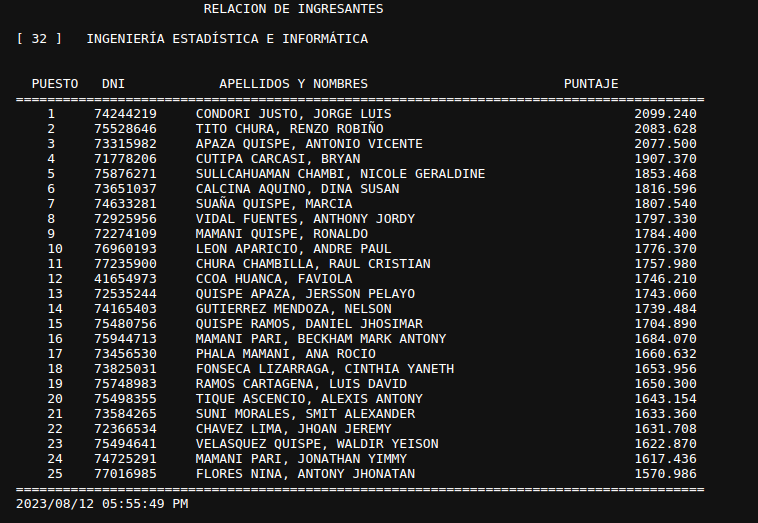 RELACION DE INGRESANTES
[ 32 ] INGENIERÍA ESTADÍSTICA E INFORMÁTICA
PUESTO DNI APELLIDOS Y NOMBRES PUNTAJE
========================================================================================
1 74244219 CONDORI JUSTO, JORGE LUIS 2099.240
2 75528646 TITO CHURA, RENZO ROBIÑO 2083.628
3 73315982 APAZA QUISPE, ANTONIO VICENTE 2077.500
4 71778206 CUTIPA CARCASI, BRYAN 1907.370
5 75876271 SULLCAHUAMAN CHAMBI, NICOLE GERALDINE 1853.468
6 73651037 CALCINA AQUINO, DINA SUSAN 1816.596
7 74633281 SUAÑA QUISPE, MARCIA 1807.540
8 72925956 VIDAL FUENTES, ANTHONY JORDY 1797.330
9 72274109 MAMANI QUISPE, RONALDO 1784.400
10 76960193 LEON APARICIO, ANDRE PAUL 1776.370
11 77235900 CHURA CHAMBILLA, RAUL CRISTIAN 1757.980
12 41654973 CCOA HUANCA, FAVIOLA 1746.210
13 72535244 QUISPE APAZA, JERSSON PELAYO 1743.060
14 74165403 GUTIERREZ MENDOZA, NELSON 1739.484
15 75480756 QUISPE RAMOS, DANIEL JHOSIMAR 1704.890
16 75944713 MAMANI PARI, BECKHAM MARK ANTONY 1684.070
17 73456530 PHALA MAMANI, ANA ROCIO 1660.632
18 73825031 FONSECA LIZARRAGA, CINTHIA YANETH 1653.956
19 75748983 RAMOS CARTAGENA, LUIS DAVID 1650.300
20 75498355 TIQUE ASCENCIO, ALEXIS ANTONY 1643.154
21 73584265 SUNI MORALES, SMIT ALEXANDER 1633.360
22 72366534 CHAVEZ LIMA, JHOAN JEREMY 1631.708
23 75494641 VELASQUEZ QUISPE, WALDIR YEISON 1622.870
24 74725291 MAMANI PARI, JONATHAN YIMMY 1617.436
25 77016985 FLORES NINA, ANTONY JHONATAN 1570.986
========================================================================================
2023/08/12 05:55:49 PM